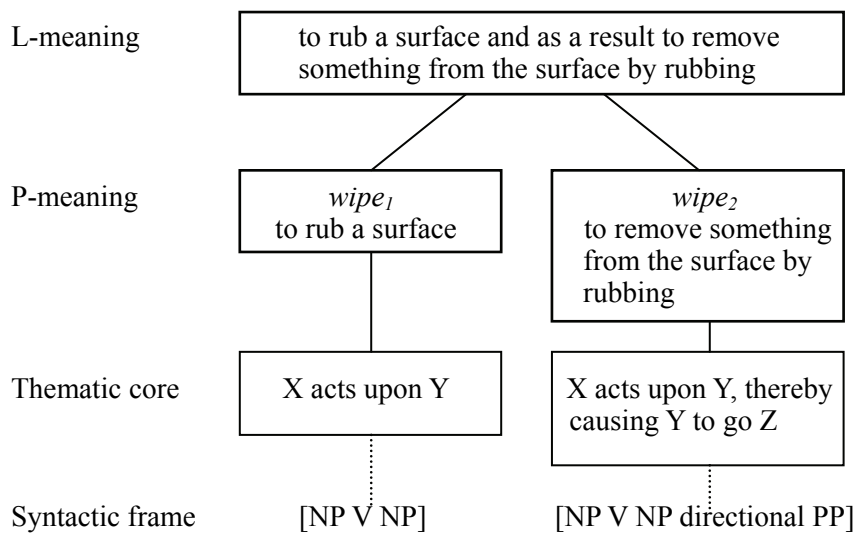 L-meaning
to rub a surface and as a result to remove
something from the surface by rubbing
P-meaning
wipe1
to rub a surface
wipe2
to remove something
from the surface by
rubbing
Thematic core
X acts upon Y
X acts upon Y, thereby
causing Y to go Z
Syntactic frame
[NP V NP]
[NP V NP directional PP]